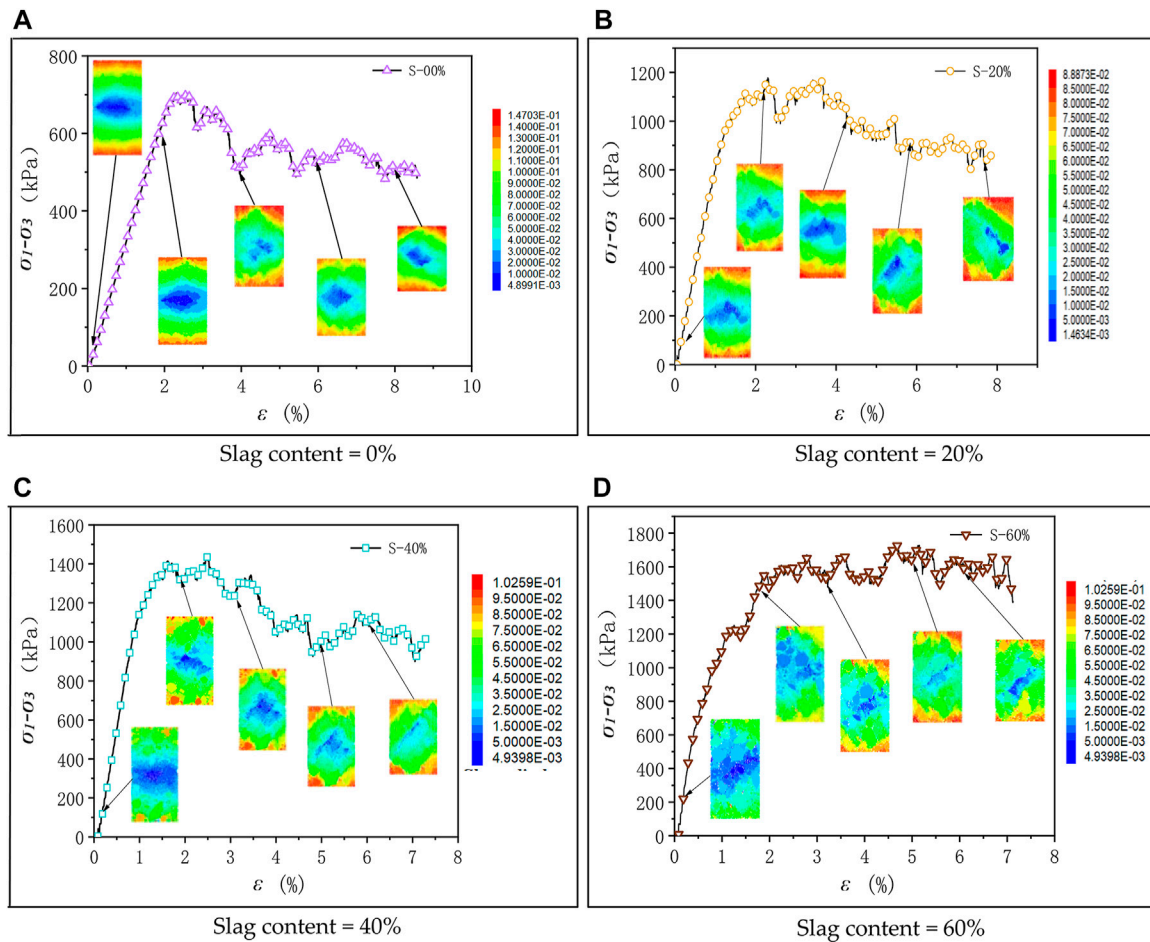 A
S-00%
800
600
400
200
0
0 2 4 6 8 10
σ1-σ3 (kPa)
ε (%)
1.4703E-01
1.4000E-01
1.3000E-01
1.2000E-01
1.1000E-01
1.0000E-01
9.0000E-02
8.0000E-02
7.0000E-02
6.0000E-02
5.0000E-02
4.0000E-02
3.0000E-02
2.0000E-02
1.0000E-02
4.8991E-03
Slag content = 0%
B
S-20%
1200
1000
800
600
400
200
0
0 2 4 6 8
σ1-σ3 (kPa)
ε (%)
8.8873E-02
8.5000E-02
8.0000E-02
7.5000E-02
7.0000E-02
6.5000E-02
6.0000E-02
5.5000E-02
5.0000E-02
4.5000E-02
4.0000E-02
3.5000E-02
3.0000E-02
2.5000E-02
2.0000E-02
1.5000E-02
1.0000E-02
5.0000E-03
1.4634E-03
Slag content = 20%
C
S-40%
1600
1400
1200
1000
800
600
400
200
0
0 1 2 3 4 5 6 7 8
σ1-σ3 (kPa)
ε (%)
1.0259E-01
9.5000E-02
8.5000E-02
7.5000E-02
6.5000E-02
5.5000E-02
4.5000E-02
3.5000E-02
2.5000E-02
1.5000E-02
5.0000E-03
4.9398E-03
Slag content = 40%
D
S-60%
1800
1600
1400
1200
1000
800
600
400
200
0
0 1 2 3 4 5 6 7 8
σ1-σ3 (kPa)
ε (%)
1.0259E-01
9.5000E-02
8.5000E-02
7.5000E-02
6.5000E-02
5.5000E-02
4.5000E-02
3.5000E-02
2.5000E-02
1.5000E-02
5.0000E-03
4.9398E-03
Slag content = 60%